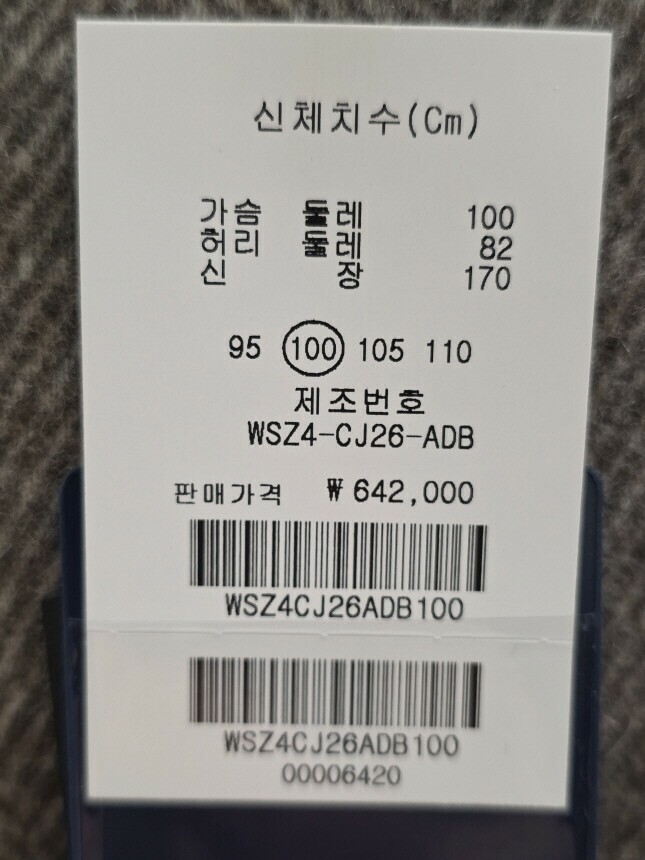 신체치수(Cm)
가슴 둘레 100
허리 둘레 82
신 장 170
95 100 105 110
제조번호
WSZ4-CJ26-ADB
판매가격 ₩ 642,000
WSZ4CJ26ADB100
WSZ4CJ26ADB100
00006420